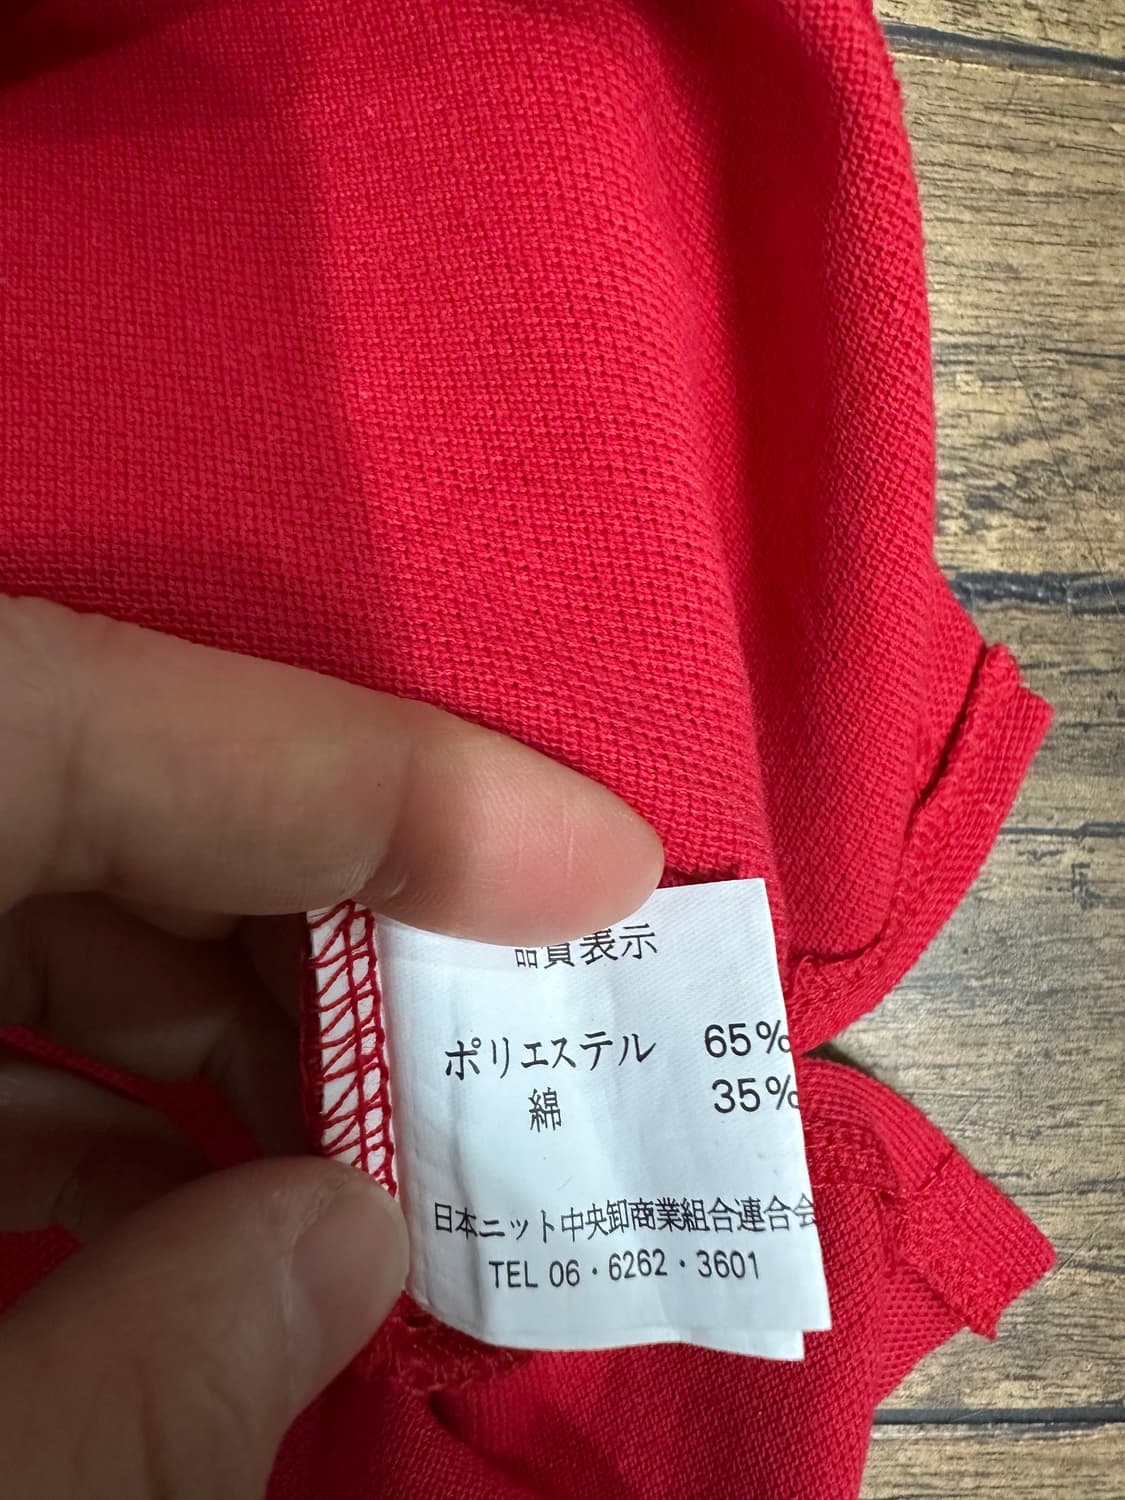 品質表示
ポリエステル 65%
綿 35%
日本ニット中央卸商業組合連合会
TEL 06・6262・3601